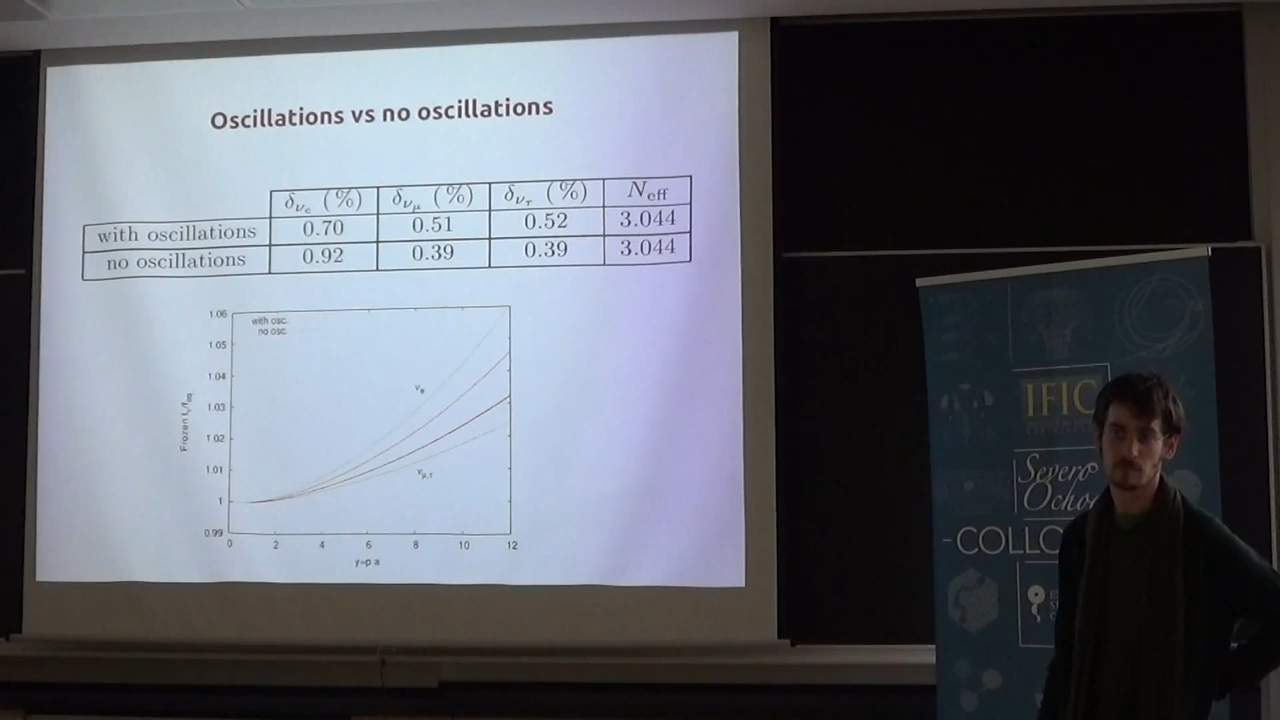 Oscillations vs no oscillations
δνe (%) δνμ (%) δντ (%) Neff
with oscillations 0.70 0.51 0.52 3.044
no oscillations 0.92 0.39 0.39 3.044
with osc.
no osc.
1.06
1.05
1.04
1.03
1.02
1.01
1
0.99
νe
νμ,τ
0 2 4 6 8 10 12
y=p a
Frozen
IFIC
Severo
Ocho
-COLLO